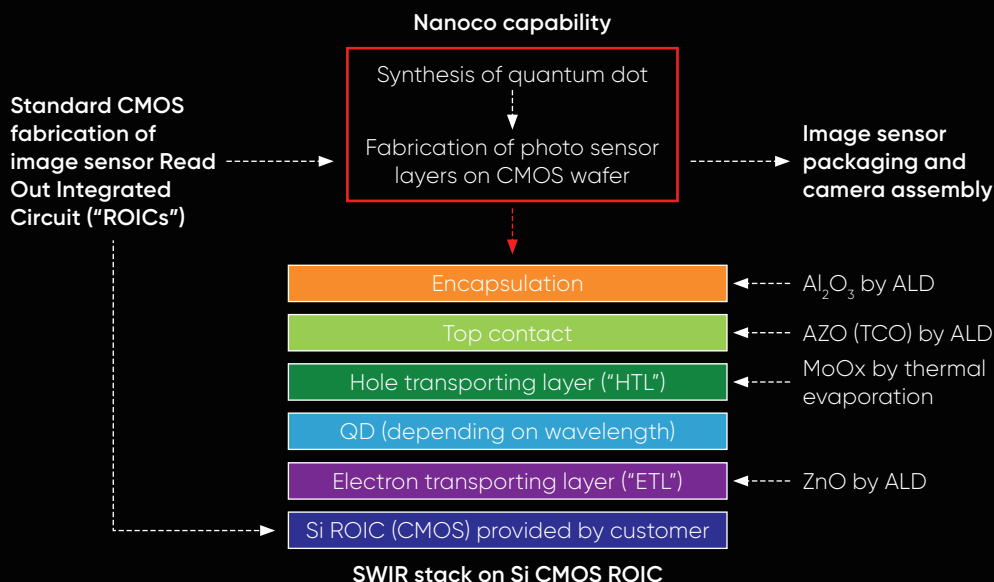 Nanoco capability
Synthesis of quantum dot
Fabrication of photo sensor
layers on CMOS wafer
Standard CMOS
fabrication of
image sensor Read
Out Integrated
Circuit (“ROICs”)
Image sensor
packaging and
camera assembly
Encapsulation
Al₂O₃ by ALD
Top contact
AZO (TCO) by ALD
Hole transporting layer (“HTL”)
MoOx by thermal
evaporation
QD (depending on wavelength)
Electron transporting layer (“ETL”)
ZnO by ALD
Si ROIC (CMOS) provided by customer
SWIR stack on Si CMOS ROIC